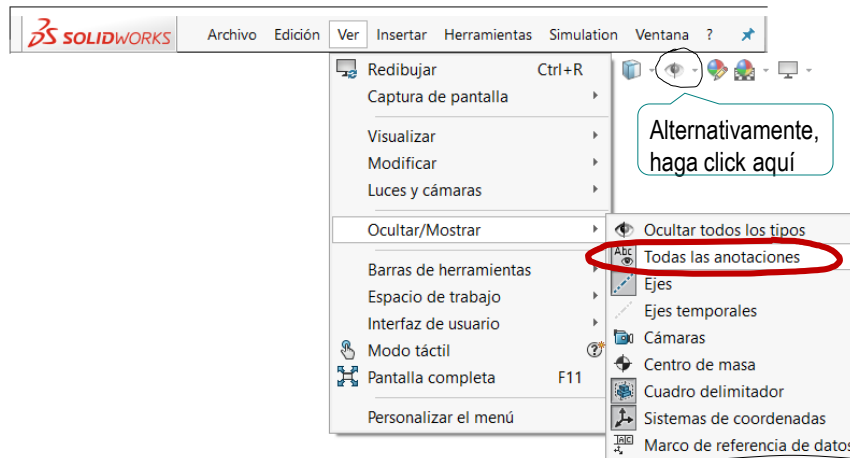 SOLIDWORKS Archivo Edición Ver Insertar Herramientas Simulation Ventana ?
Redibujar Ctrl+R
Captura de pantalla
Visualizar
Modificar
Luces y cámaras
Ocultar/Mostrar
Barras de herramientas
Espacio de trabajo
Interfaz de usuario
Modo táctil
Pantalla completa F11
Personalizar el menú
Alternativamente,
haga click aquí
Ocultar todos los tipos
Abc Todas las anotaciones
Ejes
Ejes temporales
Cámaras
Centro de masa
Cuadro delimitador
Sistemas de coordenadas
Marco de referencia de datos